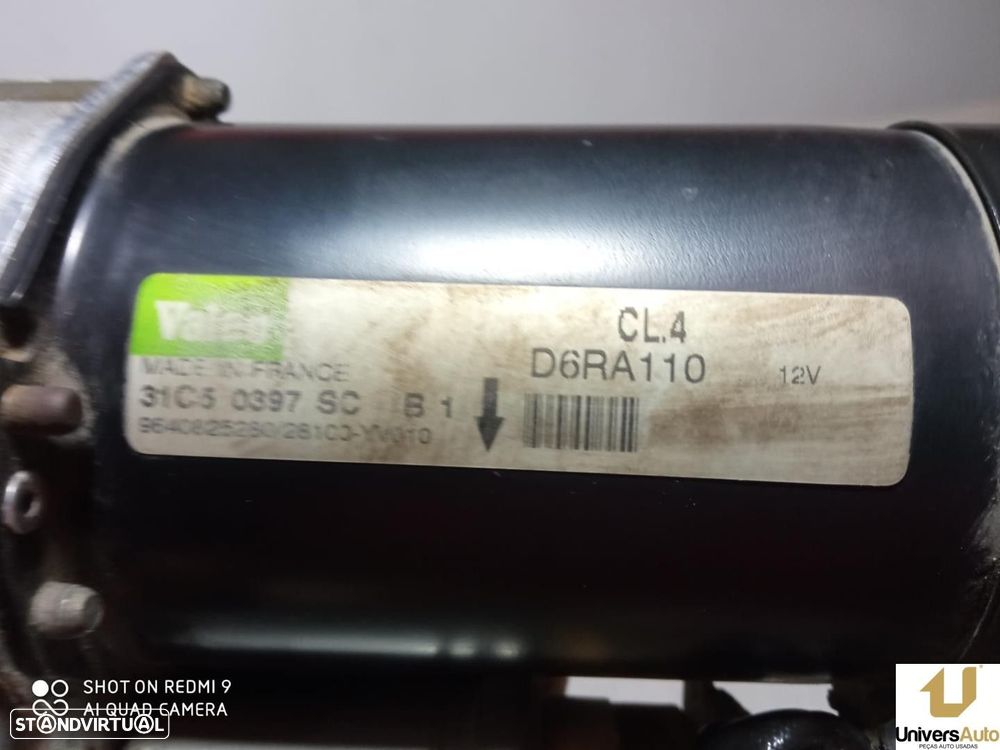 Valeo
CL.4
MADE IN FRANCE
D6RA110
12V
31C5 0397 SC B 1
9640825280/28100-YV010
SHOT ON REDMI 9
AI QUAD CAMERA
STANDVIRTUAL
UniversAuto
PEÇAS AUTO USADAS